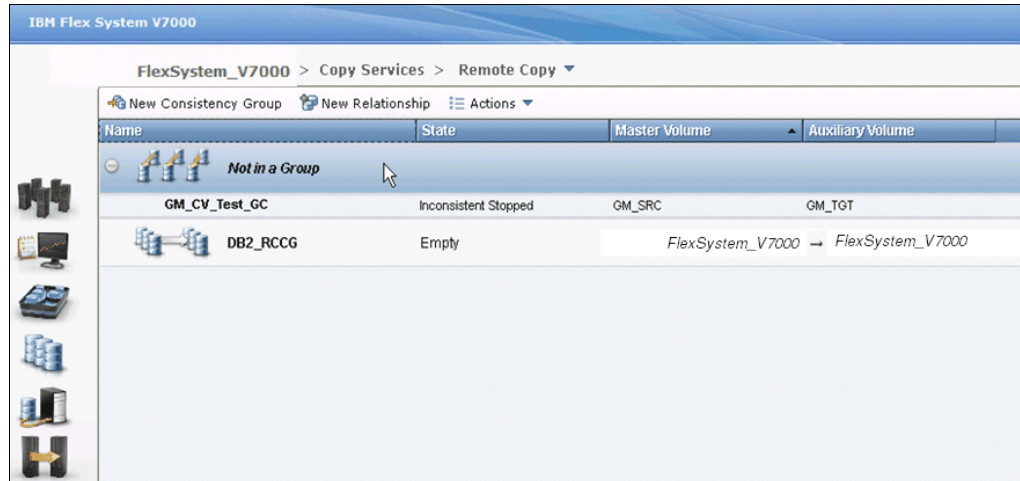 IBM Flex System V7000
FlexSystem_V7000 > Copy Services > Remote Copy
New Consistency Group New Relationship Actions
Name State Master Volume Auxiliary Volume
Not in a Group
GM_CV_Test_GC Inconsistent Stopped GM_SRC GM_TGT
DB2_RCCG Empty FlexSystem_V7000 → FlexSystem_V7000